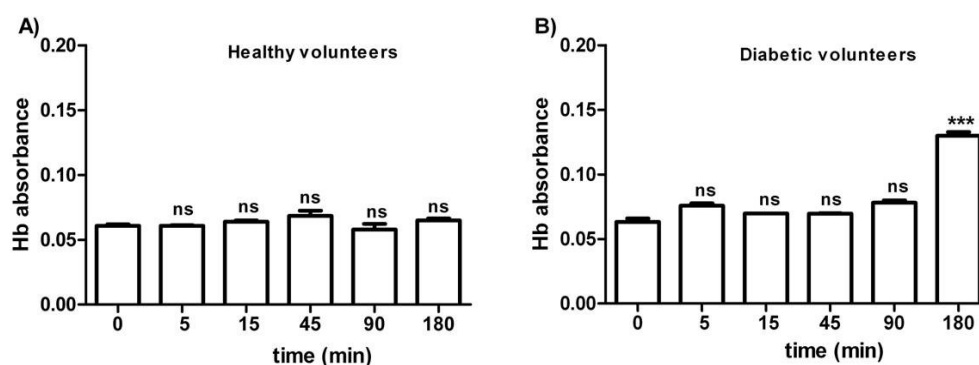 A)
Healthy volunteers
Hb absorbance
0.20
0.15
0.10
0.05
0.00
ns
ns
ns
ns
ns
0 5 15 45 90 180
time (min)
B)
Diabetic volunteers
Hb absorbance
0.20
0.15
0.10
0.05
0.00
ns
ns
ns
ns
***
0 5 15 45 90 180
time (min)